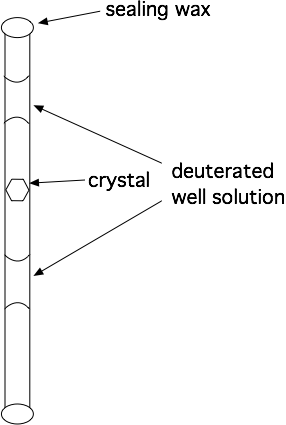 sealing wax
deuterated
crystal
well solution